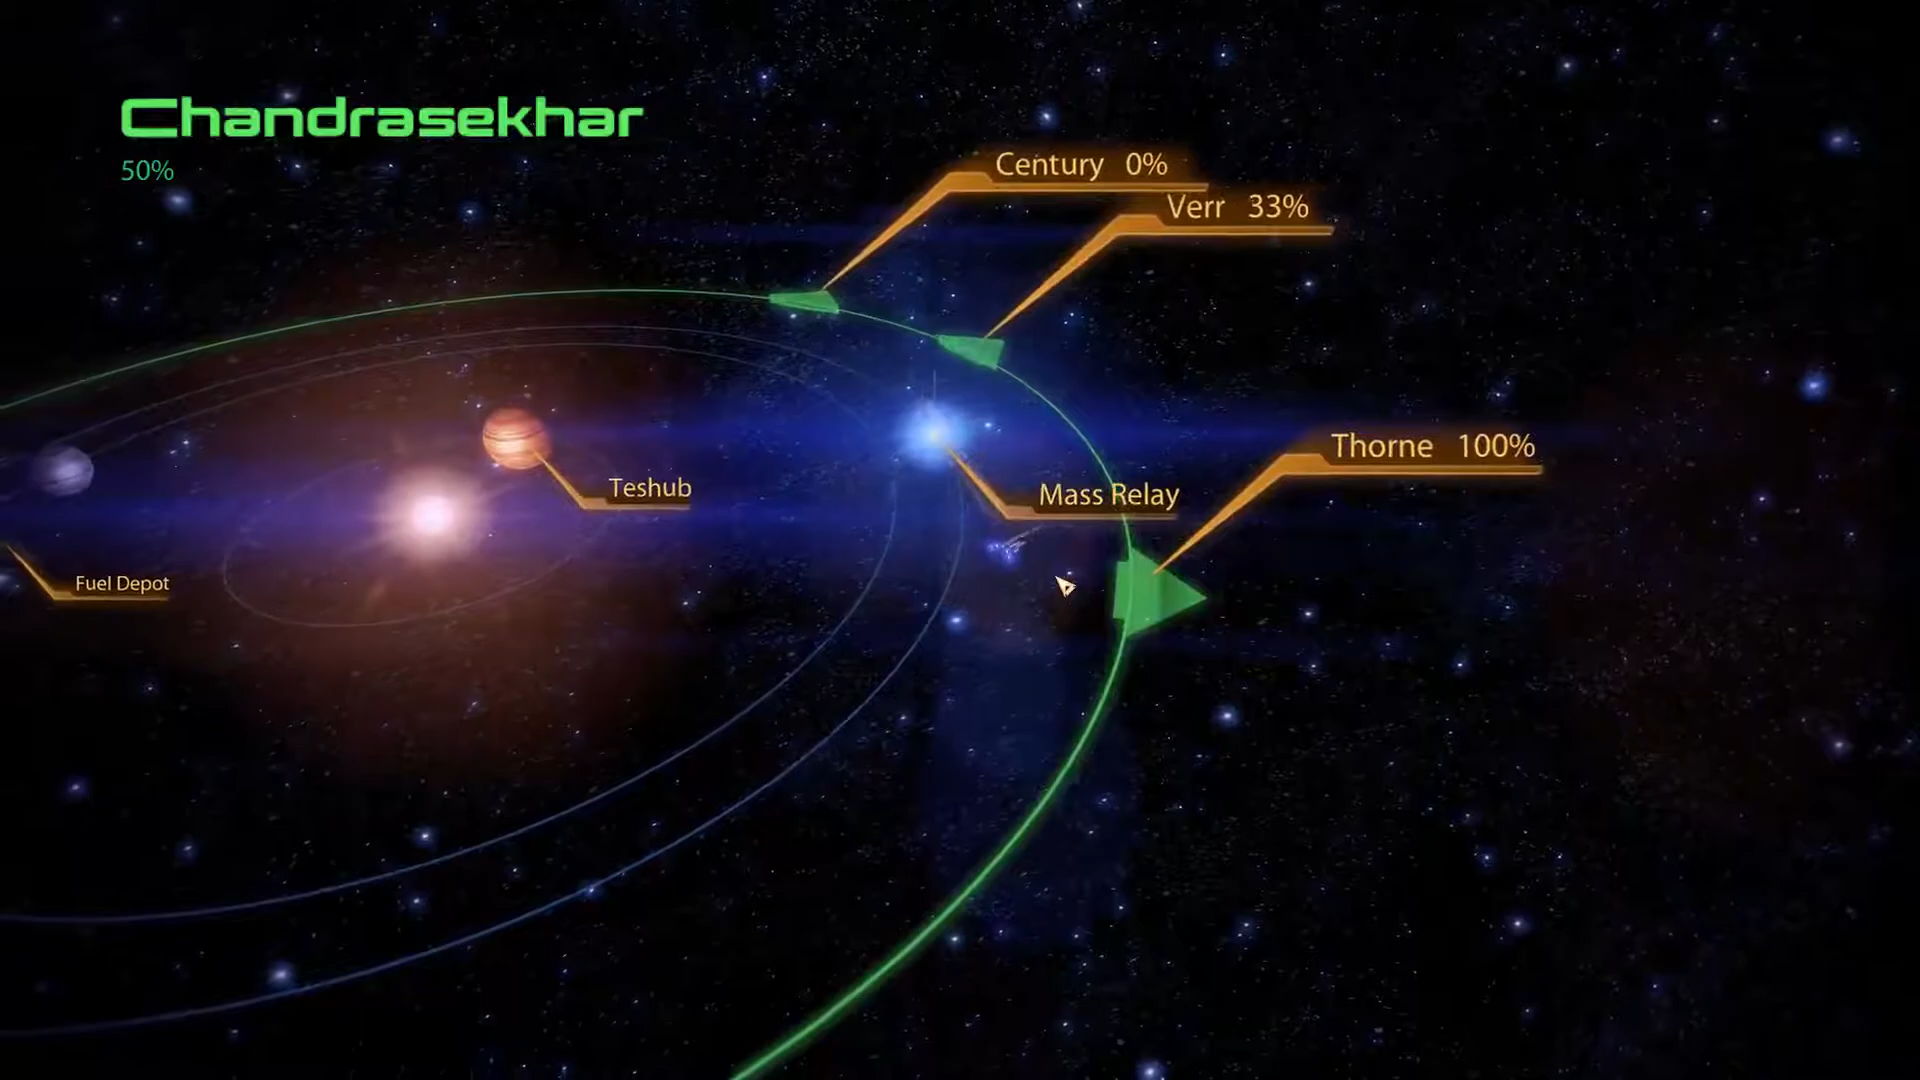 Chandrasekhar
50%
Century 0%
Verr 33%
Thorne 100%
Teshub
Mass Relay
Fuel Depot